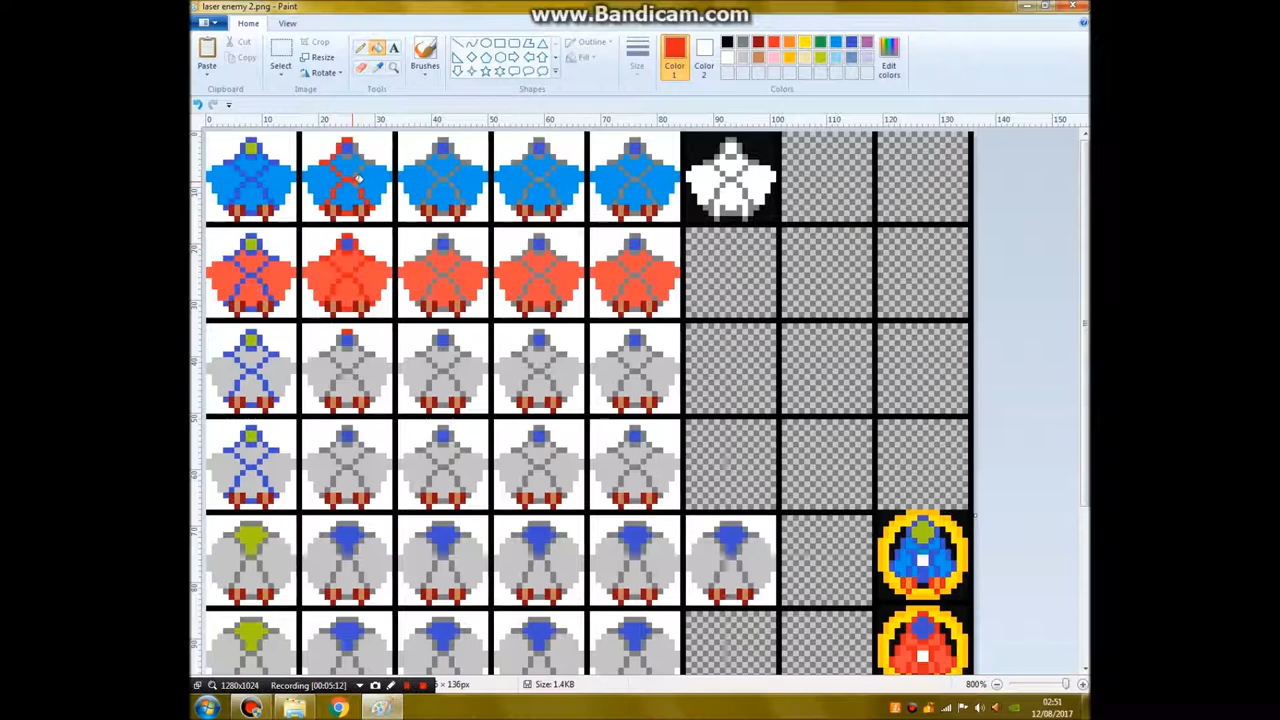 laser enemy 2.png - Paint
www.Bandicam.com
Home View
Paste
Cut
Copy
Clipboard
Select
Crop
Resize
Rotate
Image
A
Tools
Brushes
Outline
Fill
Shapes
Size
Color 1
Color 2
Edit colors
Colors
0 10 20 30 40 50 60 70 80 90 100 110 120 130 140 150
1280x1024 Recording [00:05:12] × 136px Size: 1.4KB 800%
02:51
12/08/2017